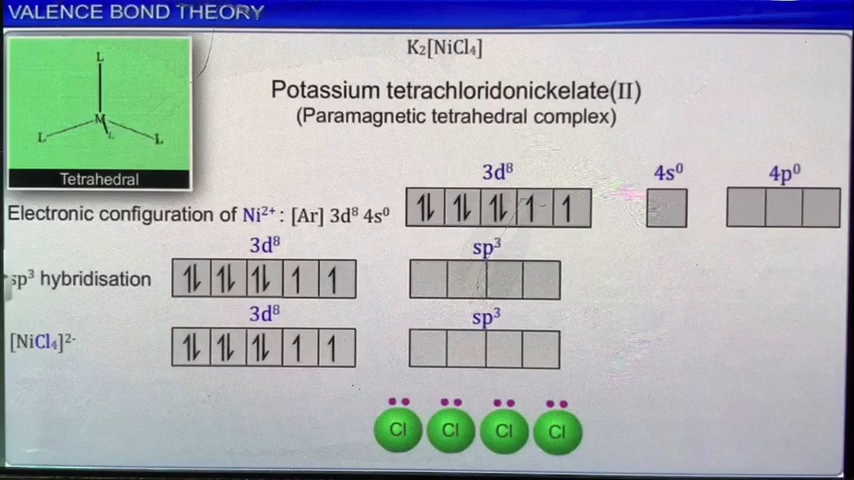 VALENCE BOND THEORY
K₂[NiCl₄]
Potassium tetrachloridonickelate(II)
(Paramagnetic tetrahedral complex)
L
M
L
L
L
Tetrahedral
3d⁸ 4s⁰ 4p⁰
Electronic configuration of Ni²⁺ : [Ar] 3d⁸ 4s⁰ ⥮ ⥮ ⥮ ↿ ↿
3d⁸ sp³
sp³ hybridisation ⥮ ⥮ ⥮ ↿ ↿
3d⁸ sp³
[NiCl₄]²⁻ ⥮ ⥮ ⥮ ↿ ↿
Cl Cl Cl Cl